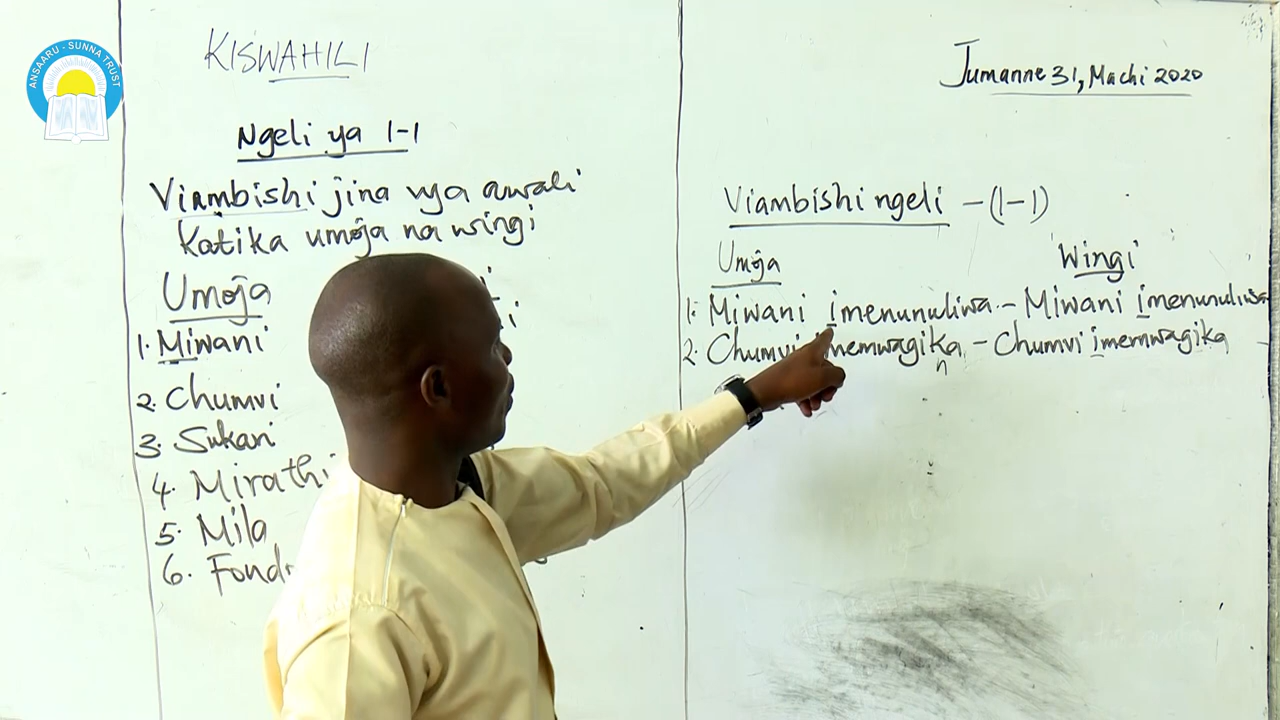 ANSAARU - SUNNA TRUST
KISWAHILI
Ngeli ya I-I
Viambishi jina vya awali
katika umoja na wingi
Umoja
1. Miwani
2. Chumvi
3. Sukari
4. Mirathi
5. Mila
6. Fond
Jumanne 31, Machi 2020
Viambishi ngeli - (I-I)
Umoja Wingi
1. Miwani imenunuliwa - Miwani imenunuliwa
2. Chumvi imemwagika - Chumvi imemwagika
n